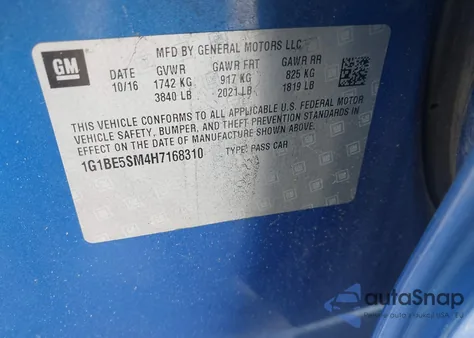 MFD BY GENERAL MOTORS LLC
GM
DATE GVWR GAWR FRT GAWR RR
10/16 1742 KG 917 KG 825 KG
3840 LB 2021 LB 1819 LB
THIS VEHICLE CONFORMS TO ALL APPLICABLE U.S. FEDERAL MOTOR
VEHICLE SAFETY, BUMPER, AND THEFT PREVENTION STANDARDS IN
EFFECT ON THE DATE OF MANUFACTURE SHOWN ABOVE.
1G1BE5SM4H7168310 TYPE: PASS CAR
autoSnap